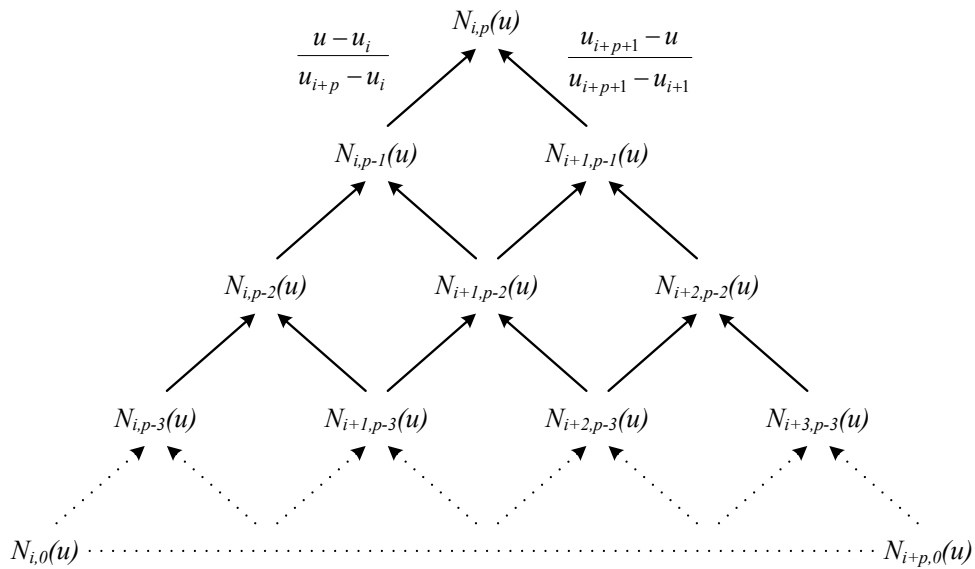 N_{i,p}(u)
\frac{u-u_i}{u_{i+p}-u_i} \frac{u_{i+p+1}-u}{u_{i+p+1}-u_{i+1}}
N_{i,p-1}(u) N_{i+1,p-1}(u)
N_{i,p-2}(u) N_{i+1,p-2}(u) N_{i+2,p-2}(u)
N_{i,p-3}(u) N_{i+1,p-3}(u) N_{i+2,p-3}(u) N_{i+3,p-3}(u)
N_{i,0}(u) N_{i+p,0}(u)